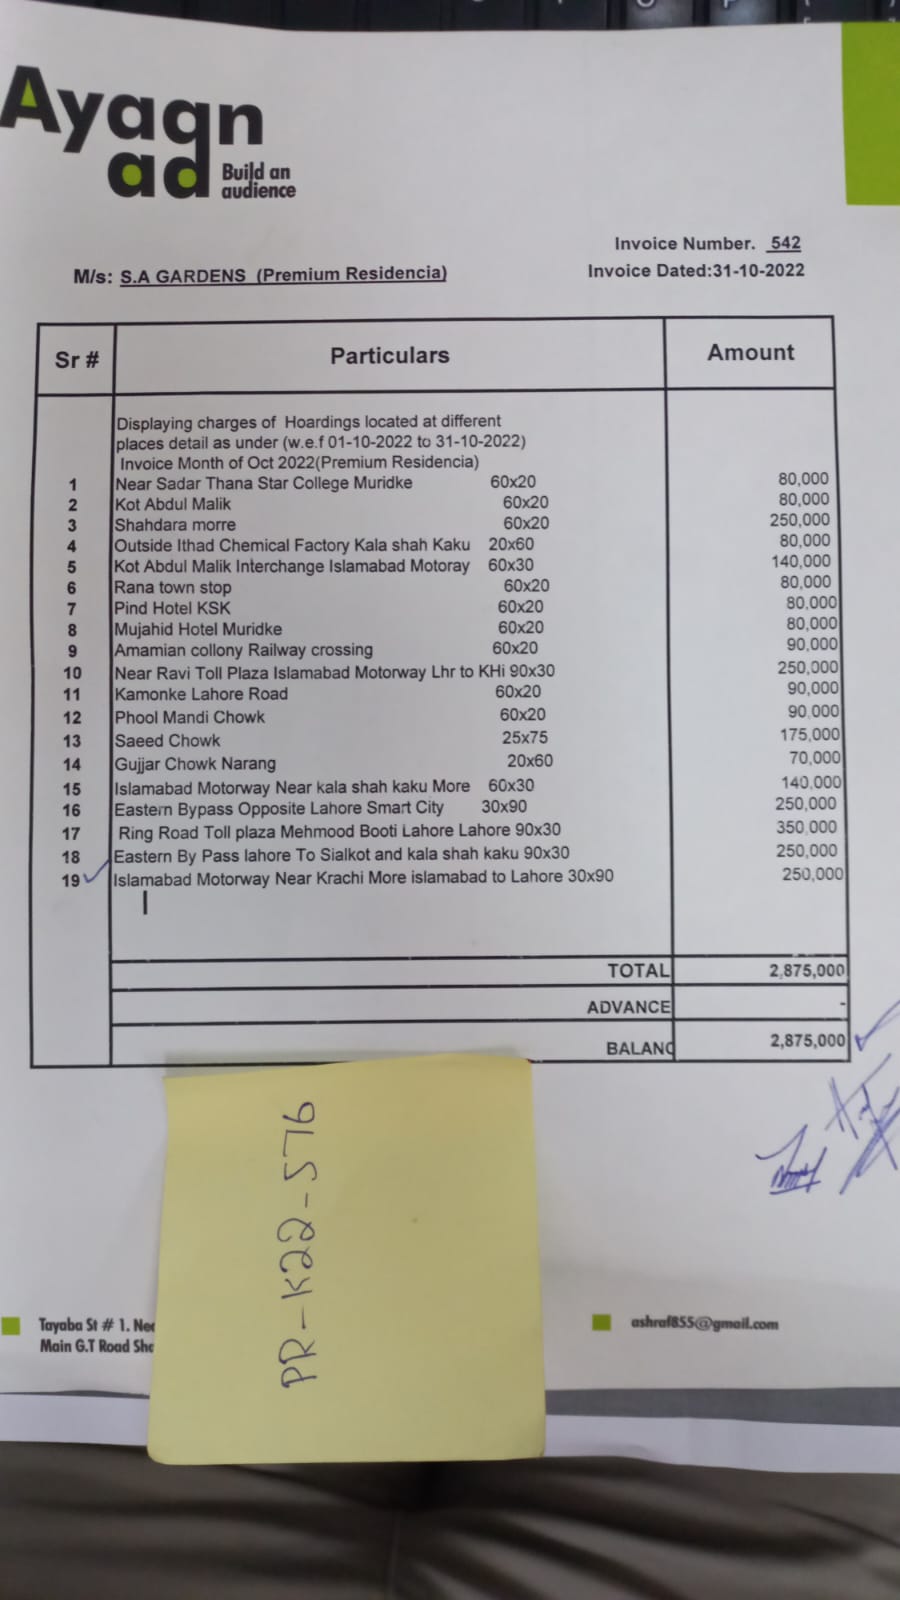 Ayaan
ad Build an
audience
Invoice Number. 542
M/s: S.A GARDENS (Premium Residencia)
Invoice Dated:31-10-2022
Sr # Particulars Amount
Displaying charges of Hoardings located at different
places detail as under (w.e.f 01-10-2022 to 31-10-2022)
Invoice Month of Oct 2022(Premium Residencia)
1 Near Sadar Thana Star College Muridke 60x20 80,000
2 Kot Abdul Malik 60x20 80,000
3 Shahdara morre 60x20 250,000
4 Outside Ithad Chemical Factory Kala shah Kaku 20x60 80,000
5 Kot Abdul Malik Interchange Islamabad Motoray 60x30 140,000
6 Rana town stop 60x20 80,000
7 Pind Hotel KSK 60x20 80,000
8 Mujahid Hotel Muridke 60x20 80,000
9 Amamian collony Railway crossing 60x20 90,000
10 Near Ravi Toll Plaza Islamabad Motorway Lhr to KHi 90x30 250,000
11 Kamonke Lahore Road 60x20 90,000
12 Phool Mandi Chowk 60x20 90,000
13 Saeed Chowk 25x75 175,000
14 Gujjar Chowk Narang 20x60 70,000
15 Islamabad Motorway Near kala shah kaku More 60x30 140,000
16 Eastern Bypass Opposite Lahore Smart City 30x90 250,000
17 Ring Road Toll plaza Mehmood Booti Lahore Lahore 90x30 350,000
18 Eastern By Pass lahore To Sialkot and kala shah kaku 90x30 250,000
19 Islamabad Motorway Near Krachi More islamabad to Lahore 30x90 250,000
TOTAL 2,875,000
ADVANCE -
BALANC 2,875,000
PR-K22-576
Tayaba St # 1. Nee
Main G.T Road She
ashraf855@gmail.com